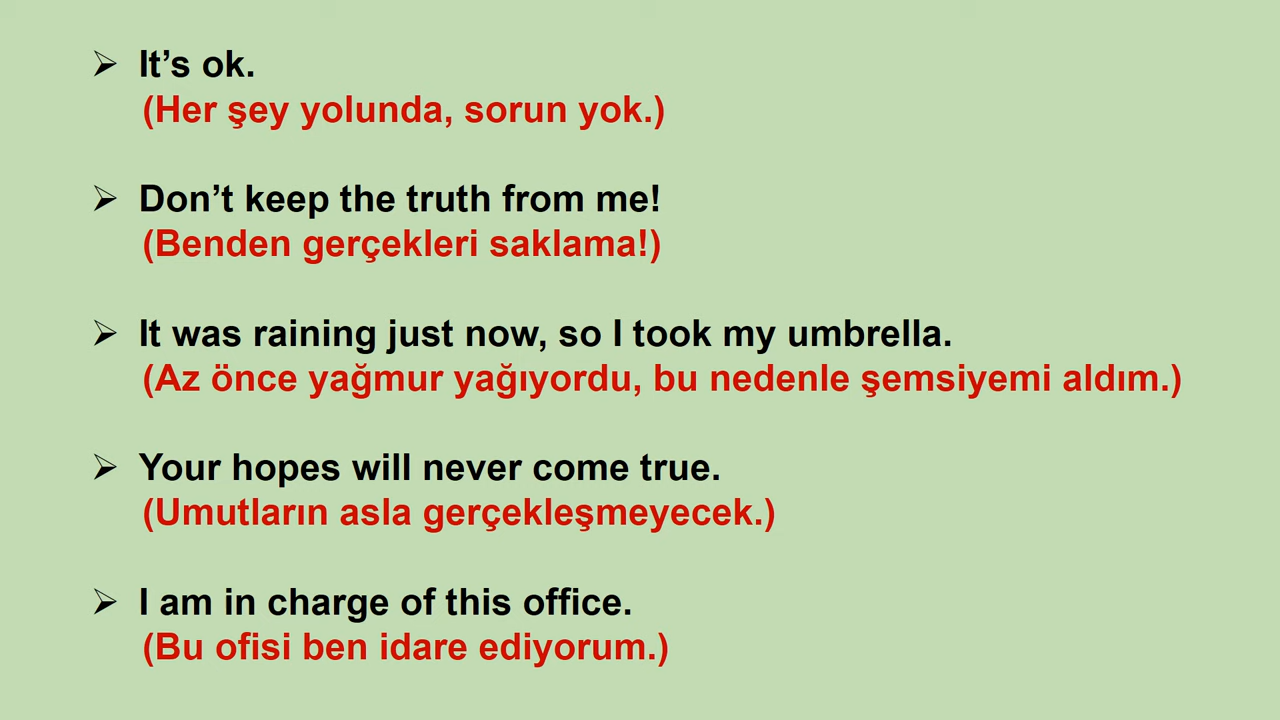 ➢ It’s ok.
(Her şey yolunda, sorun yok.)
➢ Don’t keep the truth from me!
(Benden gerçekleri saklama!)
➢ It was raining just now, so I took my umbrella.
(Az önce yağmur yağıyordu, bu nedenle şemsiyemi aldım.)
➢ Your hopes will never come true.
(Umutların asla gerçekleşmeyecek.)
➢ I am in charge of this office.
(Bu ofisi ben idare ediyorum.)